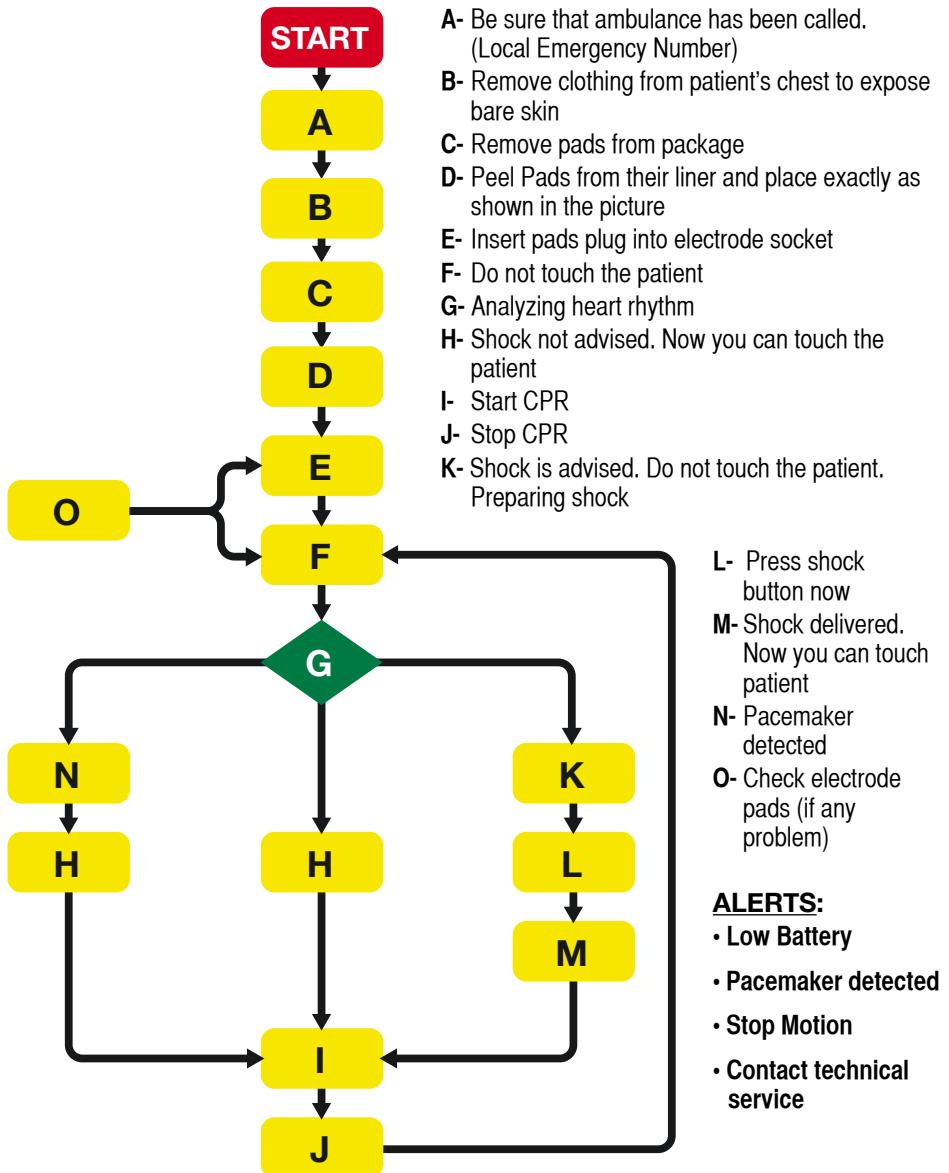 START
A
B
C
D
E
O
F
G
N
K
H
H
L
M
I
J
A- Be sure that ambulance has been called.
(Local Emergency Number)
B- Remove clothing from patient's chest to expose
bare skin
C- Remove pads from package
D- Peel Pads from their liner and place exactly as
shown in the picture
E- Insert pads plug into electrode socket
F- Do not touch the patient
G- Analyzing heart rhythm
H- Shock not advised. Now you can touch the
patient
I- Start CPR
J- Stop CPR
K- Shock is advised. Do not touch the patient.
Preparing shock
L- Press shock
button now
M- Shock delivered.
Now you can touch
patient
N- Pacemaker
detected
O- Check electrode
pads (if any
problem)
ALERTS:
• Low Battery
• Pacemaker detected
• Stop Motion
• Contact technical
service